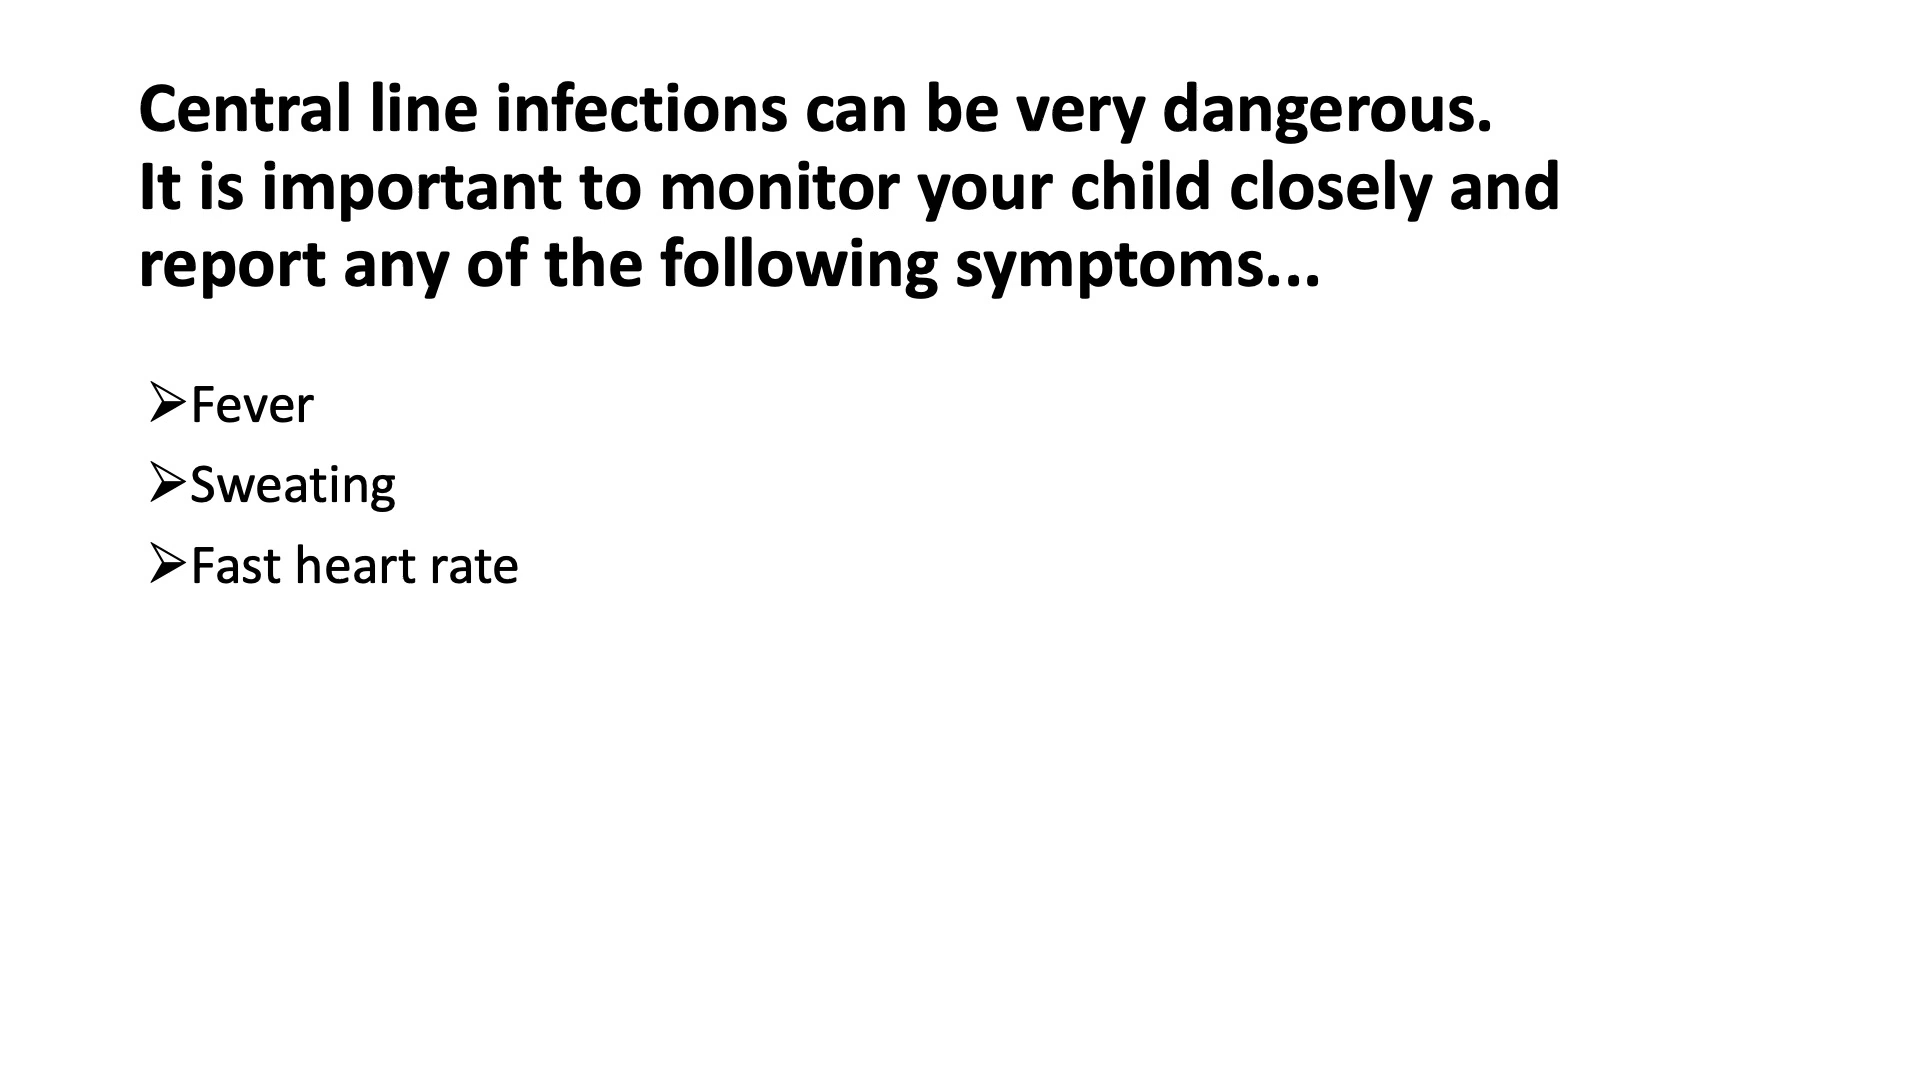 Central line infections can be very dangerous.
It is important to monitor your child closely and
report any of the following symptoms...
➢Fever
➢Sweating
➢Fast heart rate